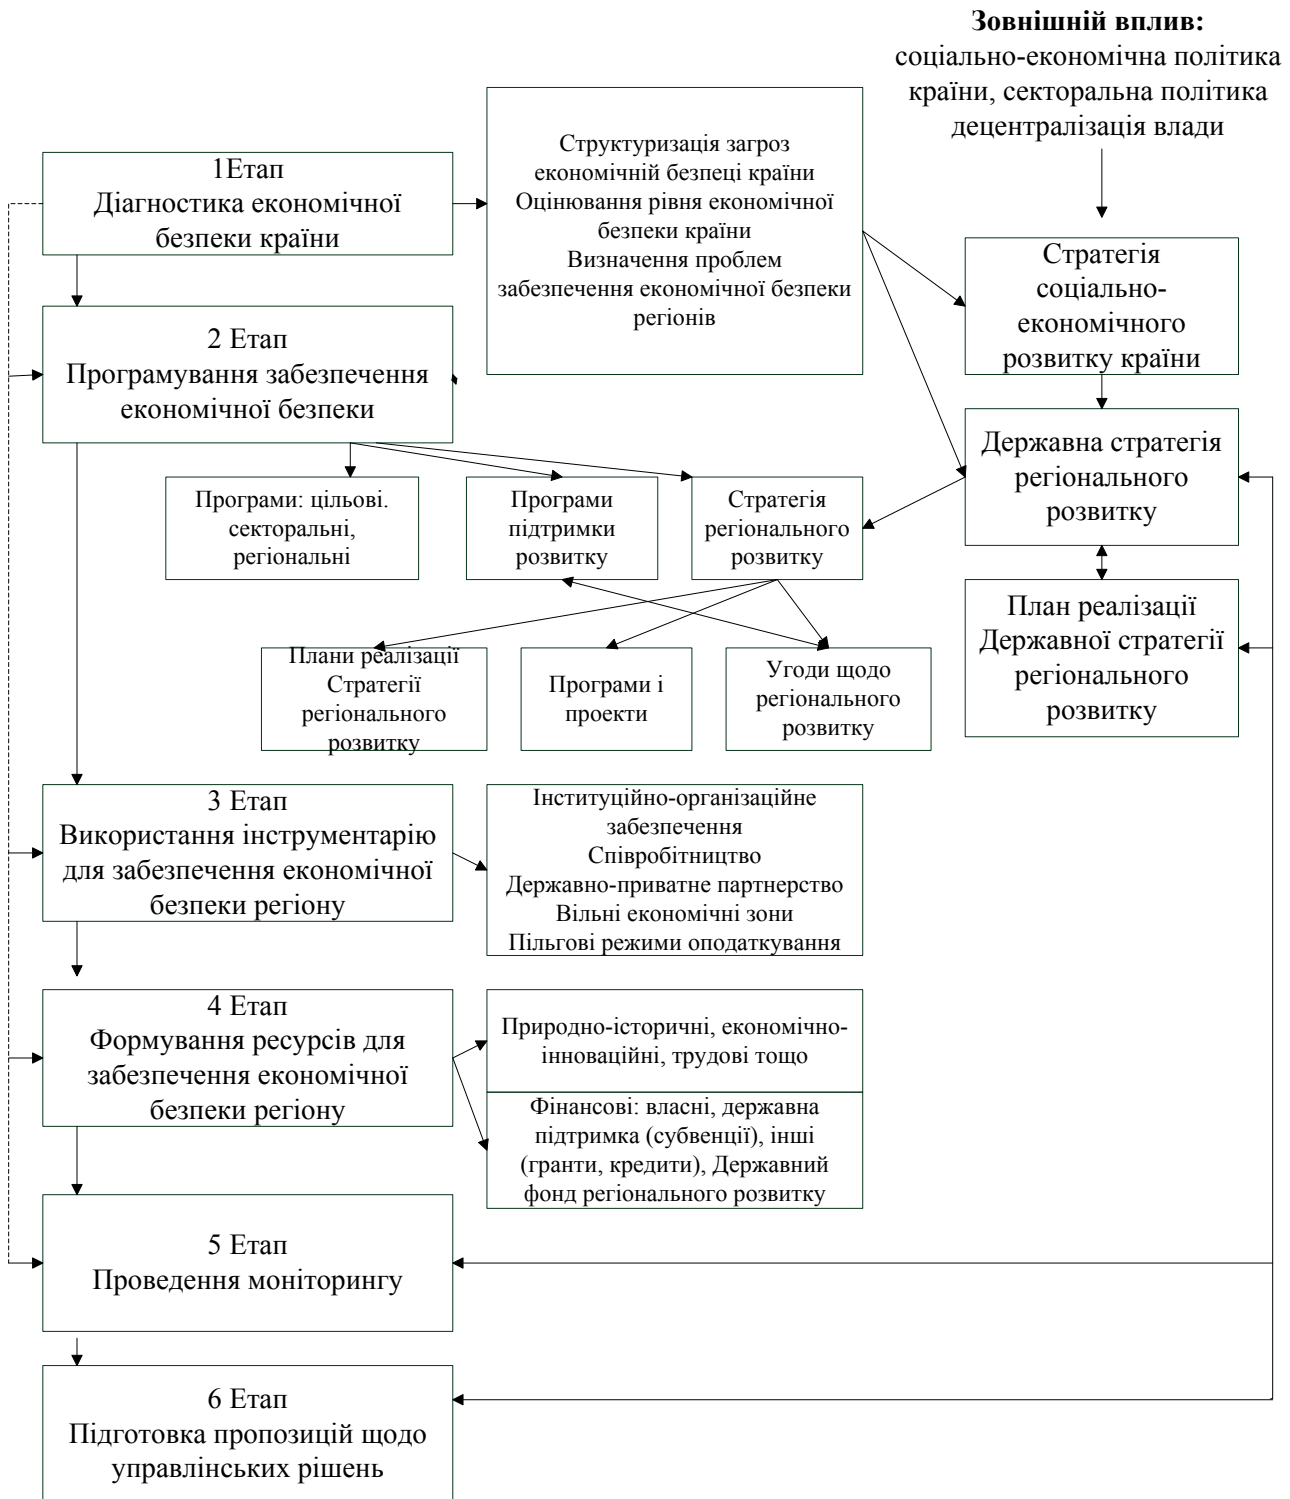 Зовнішній вплив:
соціально-економічна політика
країни, секторальна політика
децентралізація влади
1Етап
Діагностика економічної
безпеки країни
Структуризація загроз
економічній безпеці країни
Оцінювання рівня економічної
безпеки країни
Визначення проблем
забезпечення економічної безпеки
регіонів
Стратегія
соціально-
економічного
розвитку країни
2 Етап
Програмування забезпечення
економічної безпеки
Державна стратегія
регіонального
розвитку
Програми: цільові.
секторальні,
регіональні
Програми
підтримки
розвитку
Стратегія
регіонального
розвитку
План реалізації
Державної стратегії
регіонального
розвитку
Плани реалізації
Стратегії
регіонального
розвитку
Програми і
проекти
Угоди щодо
регіонального
розвитку
3 Етап
Використання інструментарію
для забезпечення економічної
безпеки регіону
Інституційно-організаційне
забезпечення
Співробітництво
Державно-приватне партнерство
Вільні економічні зони
Пільгові режими оподаткування
4 Етап
Формування ресурсів для
забезпечення економічної
безпеки регіону
Природно-історичні, економічно-
інноваційні, трудові тощо
Фінансові: власні, державна
підтримка (субвенції), інші
(гранти, кредити), Державний
фонд регіонального розвитку
5 Етап
Проведення моніторингу
6 Етап
Підготовка пропозицій щодо
управлінських рішень